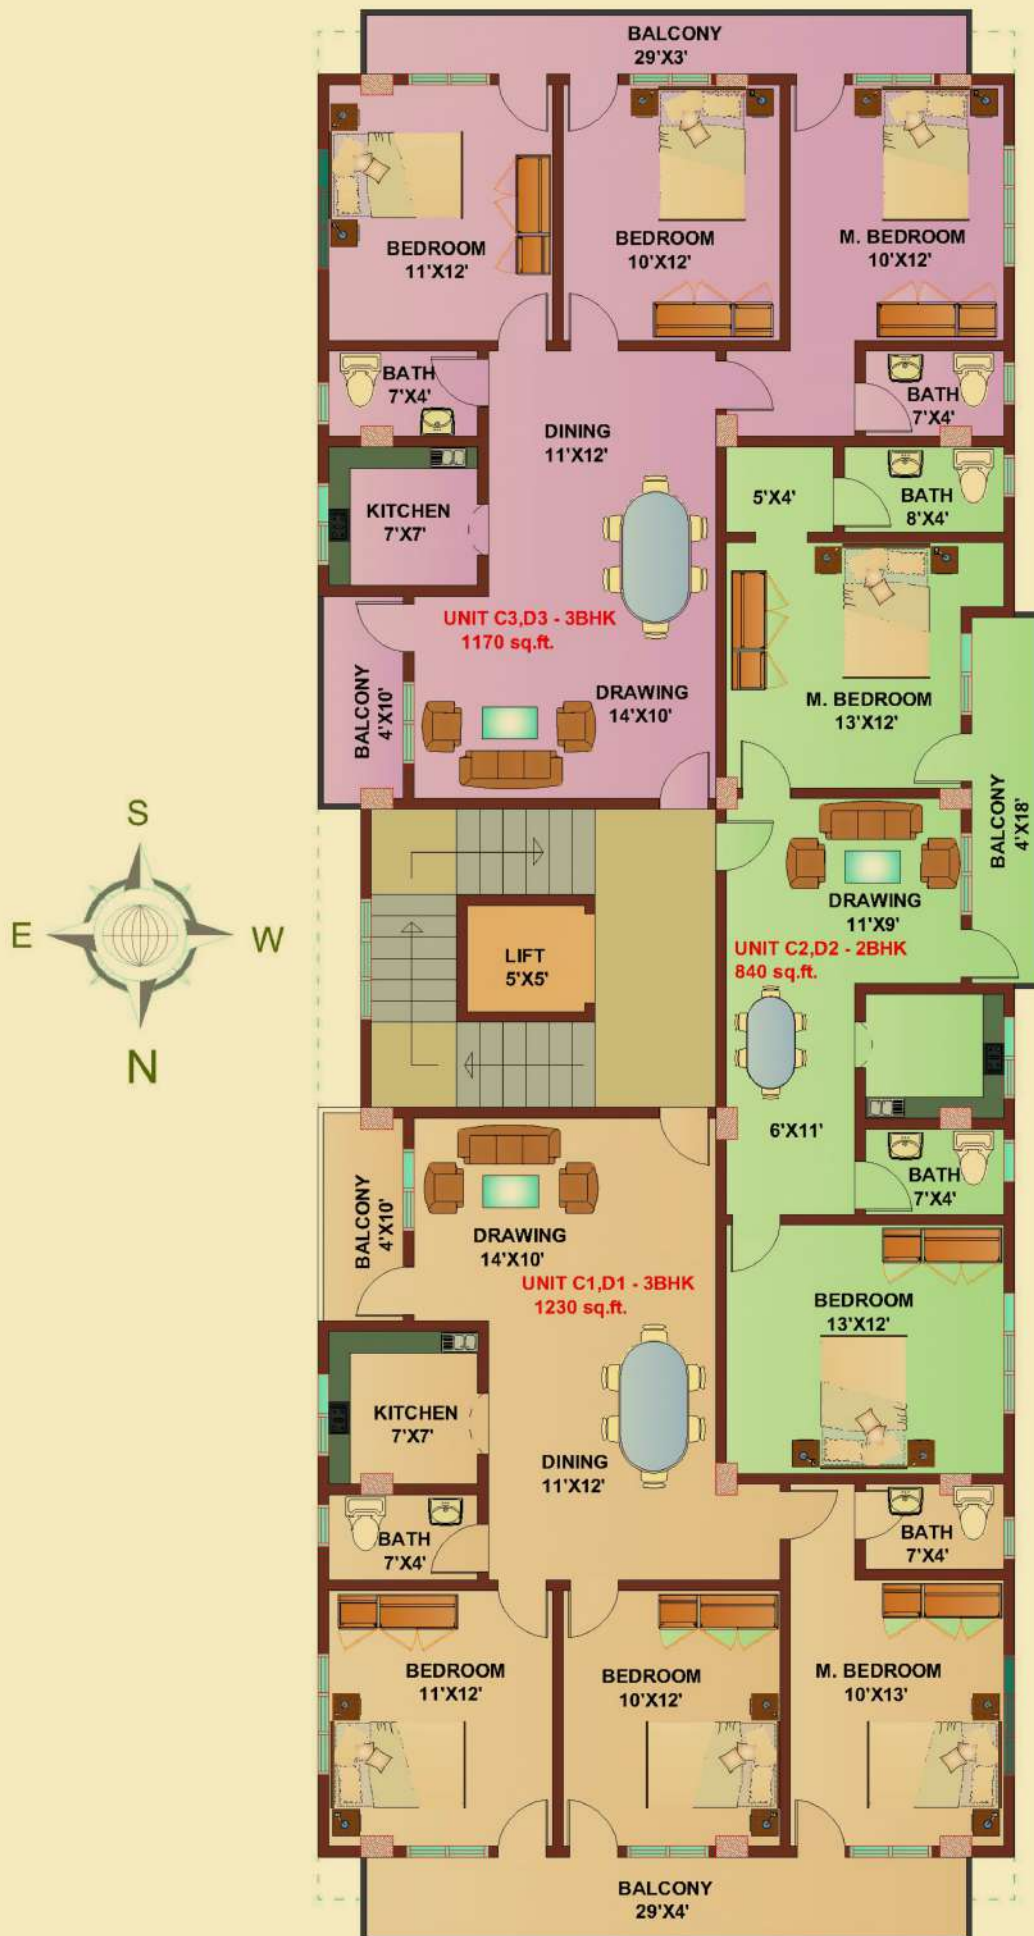 BALCONY
29'X3'
BEDROOM
11'X12'
BEDROOM
10'X12'
M. BEDROOM
10'X12'
BATH
7'X4'
BATH
7'X4'
DINING
11'X12'
KITCHEN
7'X7'
5'X4'
BATH
8'X4'
UNIT C3,D3 - 3BHK
1170 sq.ft.
BALCONY
4'X10'
DRAWING
14'X10'
M. BEDROOM
13'X12'
BALCONY
4'X18'
S
E
W
N
DRAWING
11'X9'
LIFT
5'X5'
UNIT C2,D2 - 2BHK
840 sq.ft.
6'X11'
BATH
7'X4'
BALCONY
4'X10'
DRAWING
14'X10'
UNIT C1,D1 - 3BHK
1230 sq.ft.
BEDROOM
13'X12'
KITCHEN
7'X7'
DINING
11'X12'
BATH
7'X4'
BATH
7'X4'
BEDROOM
11'X12'
BEDROOM
10'X12'
M. BEDROOM
10'X13'
BALCONY
29'X4'